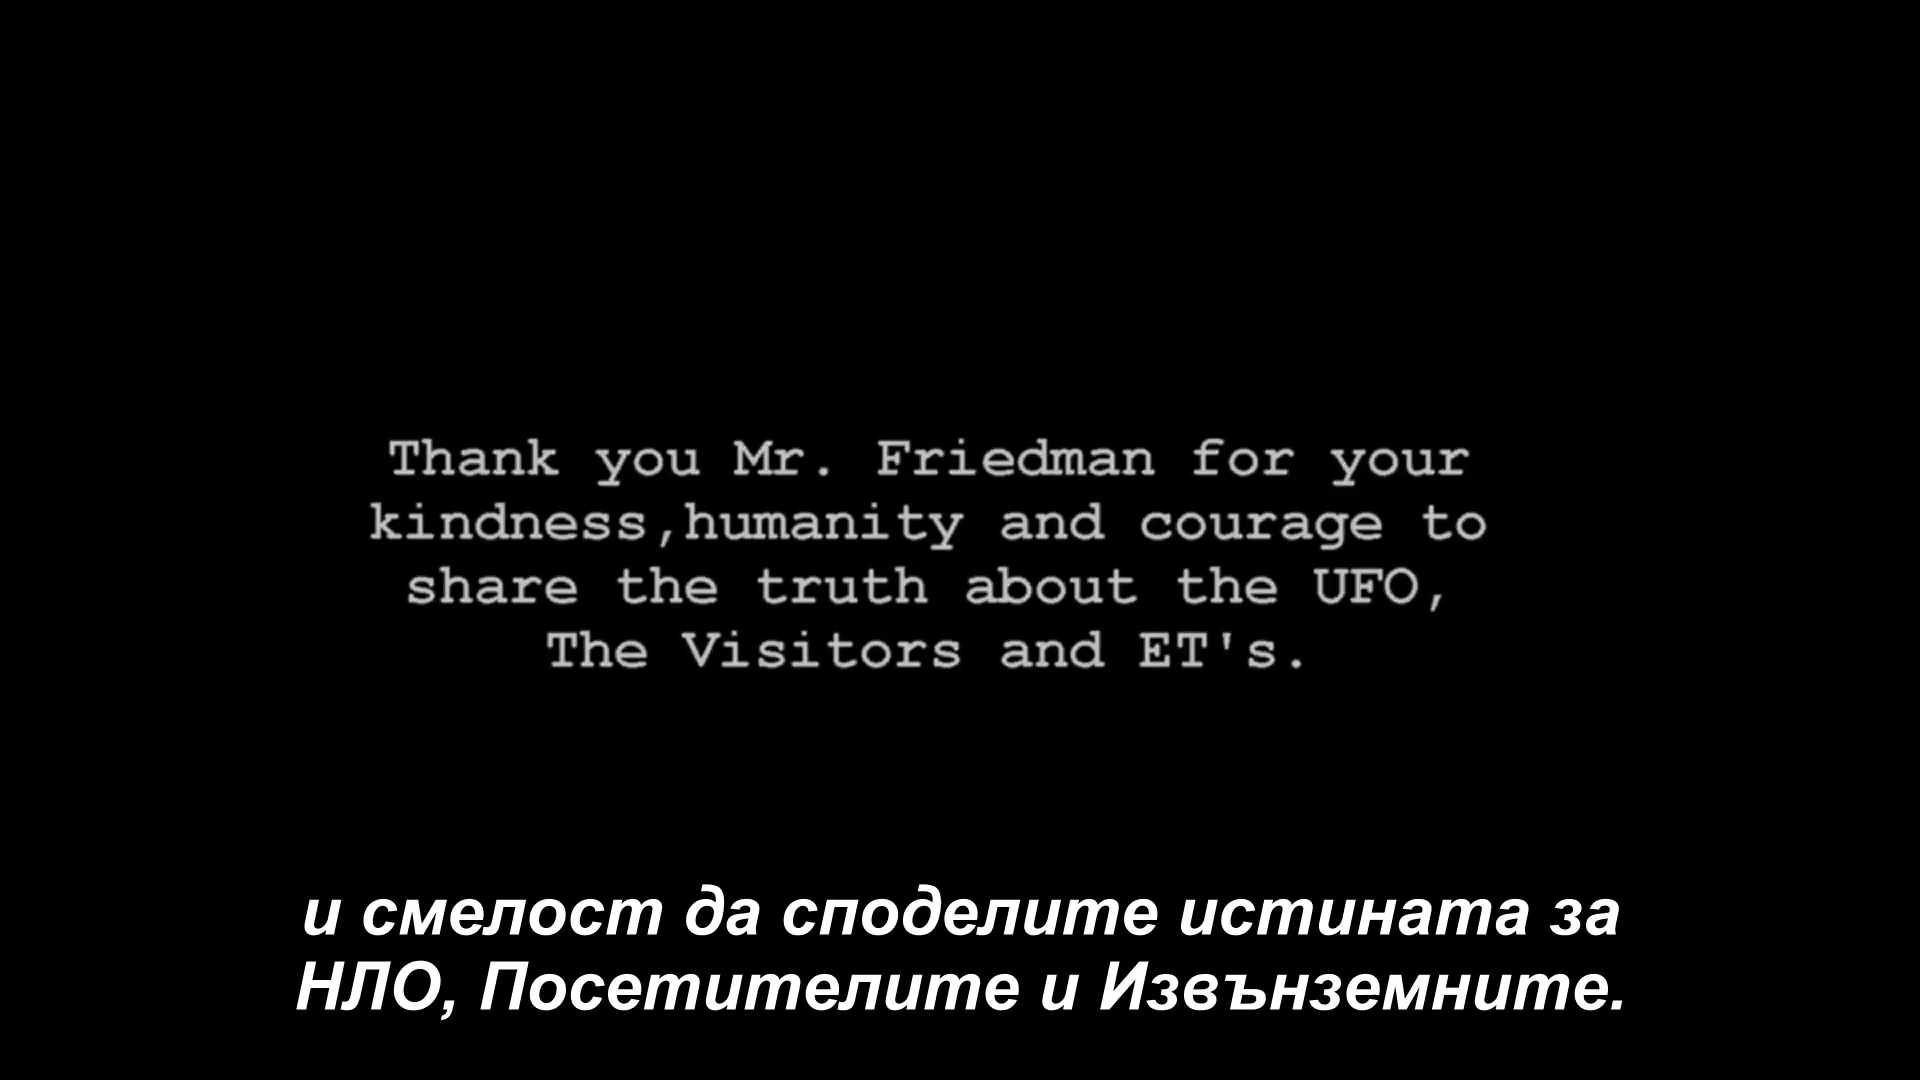 Thank you Mr. Friedman for your
kindness,humanity and courage to
share the truth about the UFO,
The Visitors and ET's.
и смелост да споделите истината за
НЛО, Посетителите и Извънземните.